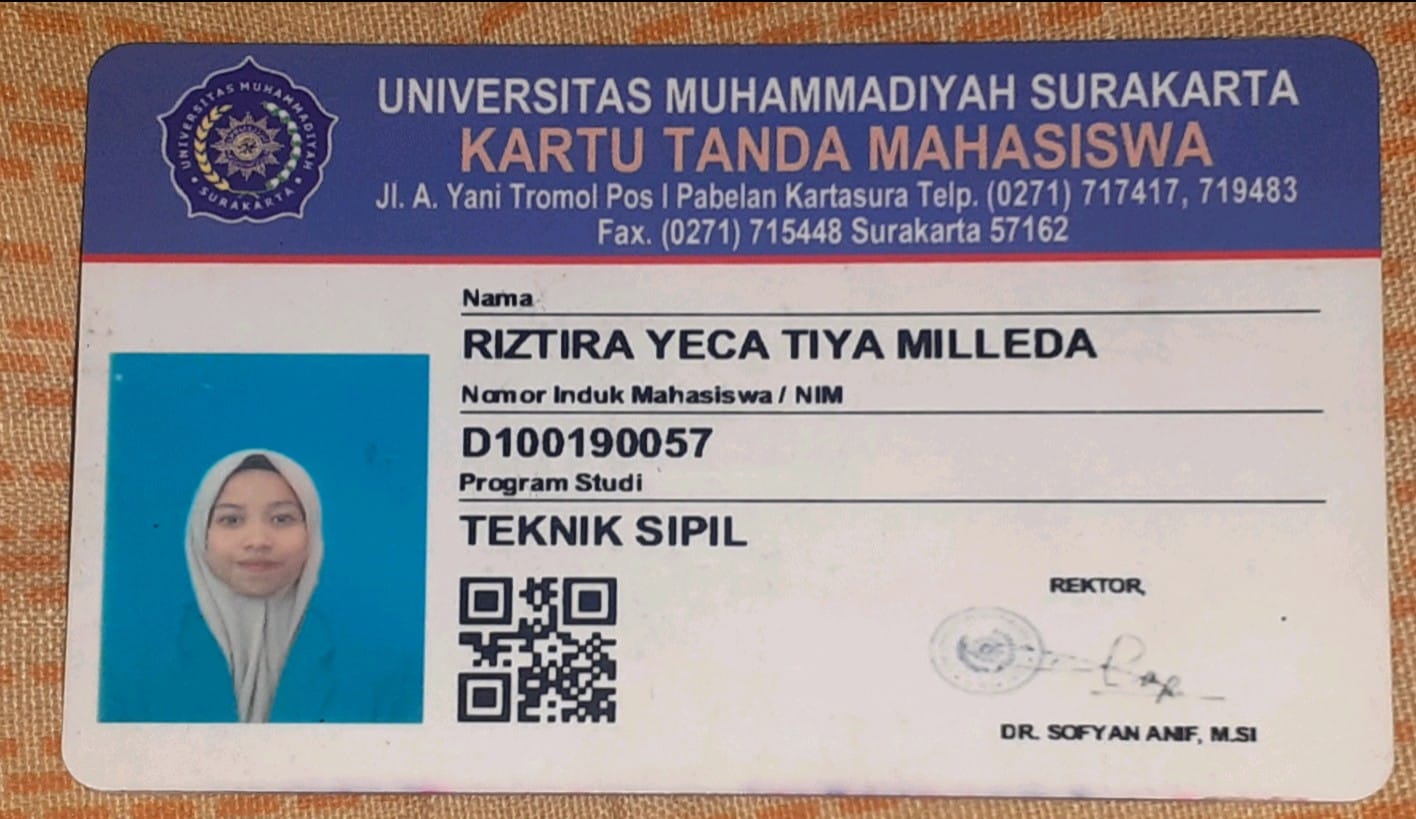 UNIVERSITAS MUHAMMADIYAH SURAKARTA
KARTU TANDA MAHASISWA
Jl. A. Yani Tromol Pos I Pabelan Kartasura Telp. (0271) 717417, 719483
Fax. (0271) 715448 Surakarta 57162
UNIVERSITAS MUHAMMADIYAH
SURAKARTA
Nama
RIZTIRA YECA TIYA MILLEDA
Nomor Induk Mahasiswa / NIM
D100190057
Program Studi
TEKNIK SIPIL
REKTOR,
DR. SOFYAN ANIF, M.SI